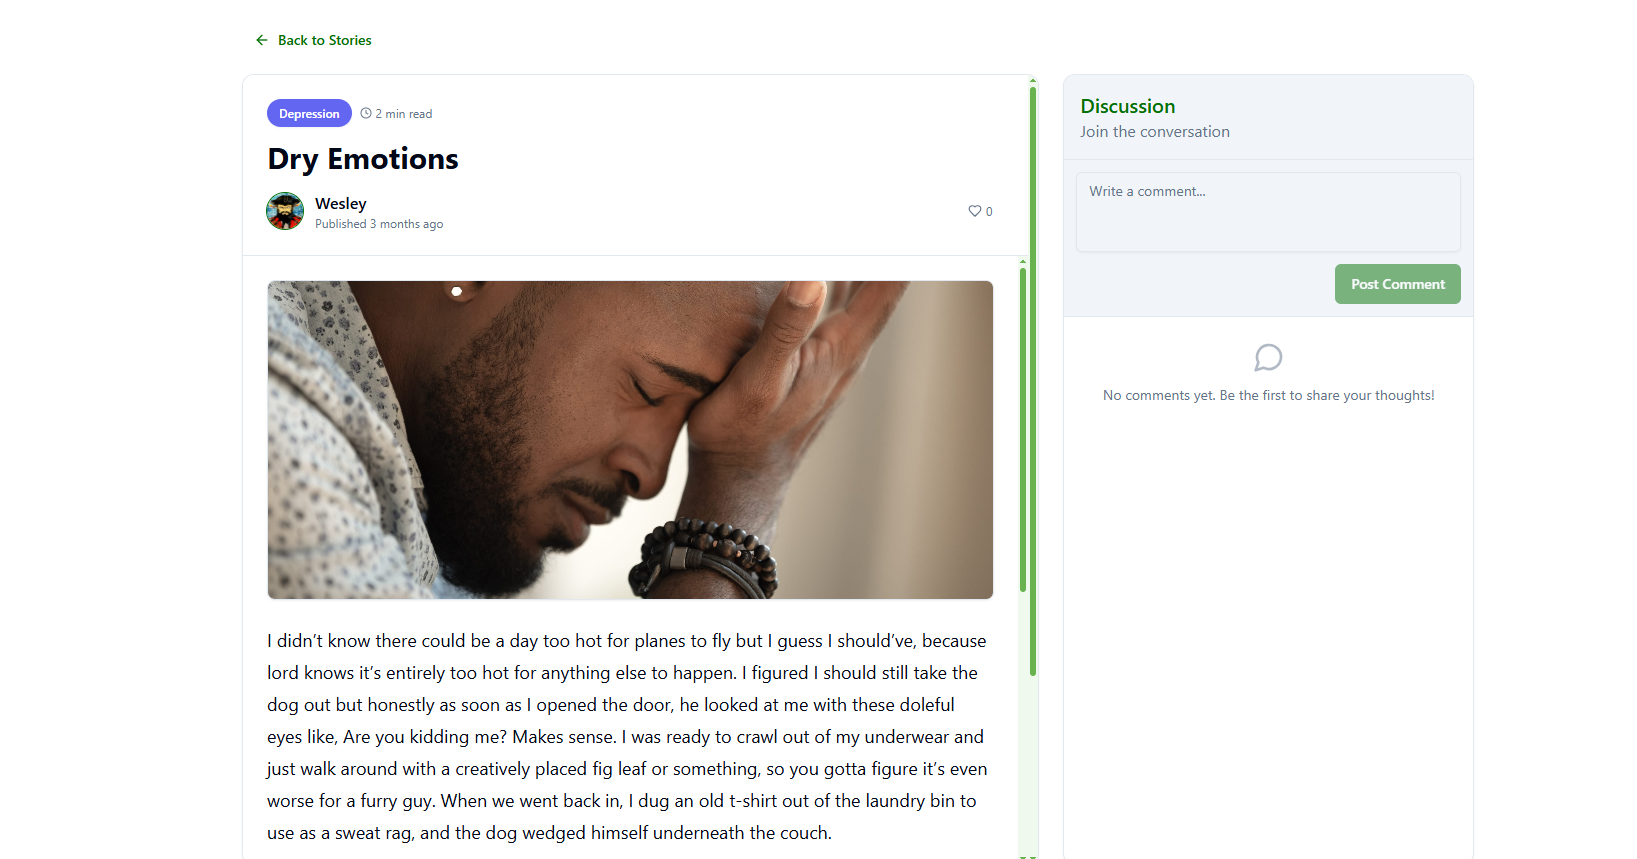 Back to Stories
Depression
2 min read
Dry Emotions
Wesley
Published 3 months ago
0
I didn’t know there could be a day too hot for planes to fly but I guess I should’ve, because
lord knows it’s entirely too hot for anything else to happen. I figured I should still take the
dog out but honestly as soon as I opened the door, he looked at me with these doleful
eyes like, Are you kidding me? Makes sense. I was ready to crawl out of my underwear and
just walk around with a creatively placed fig leaf or something, so you gotta figure it’s even
worse for a furry guy. When we went back in, I dug an old t-shirt out of the laundry bin to
use as a sweat rag, and the dog wedged himself underneath the couch.
Discussion
Join the conversation
Write a comment...
Post Comment
No comments yet. Be the first to share your thoughts!